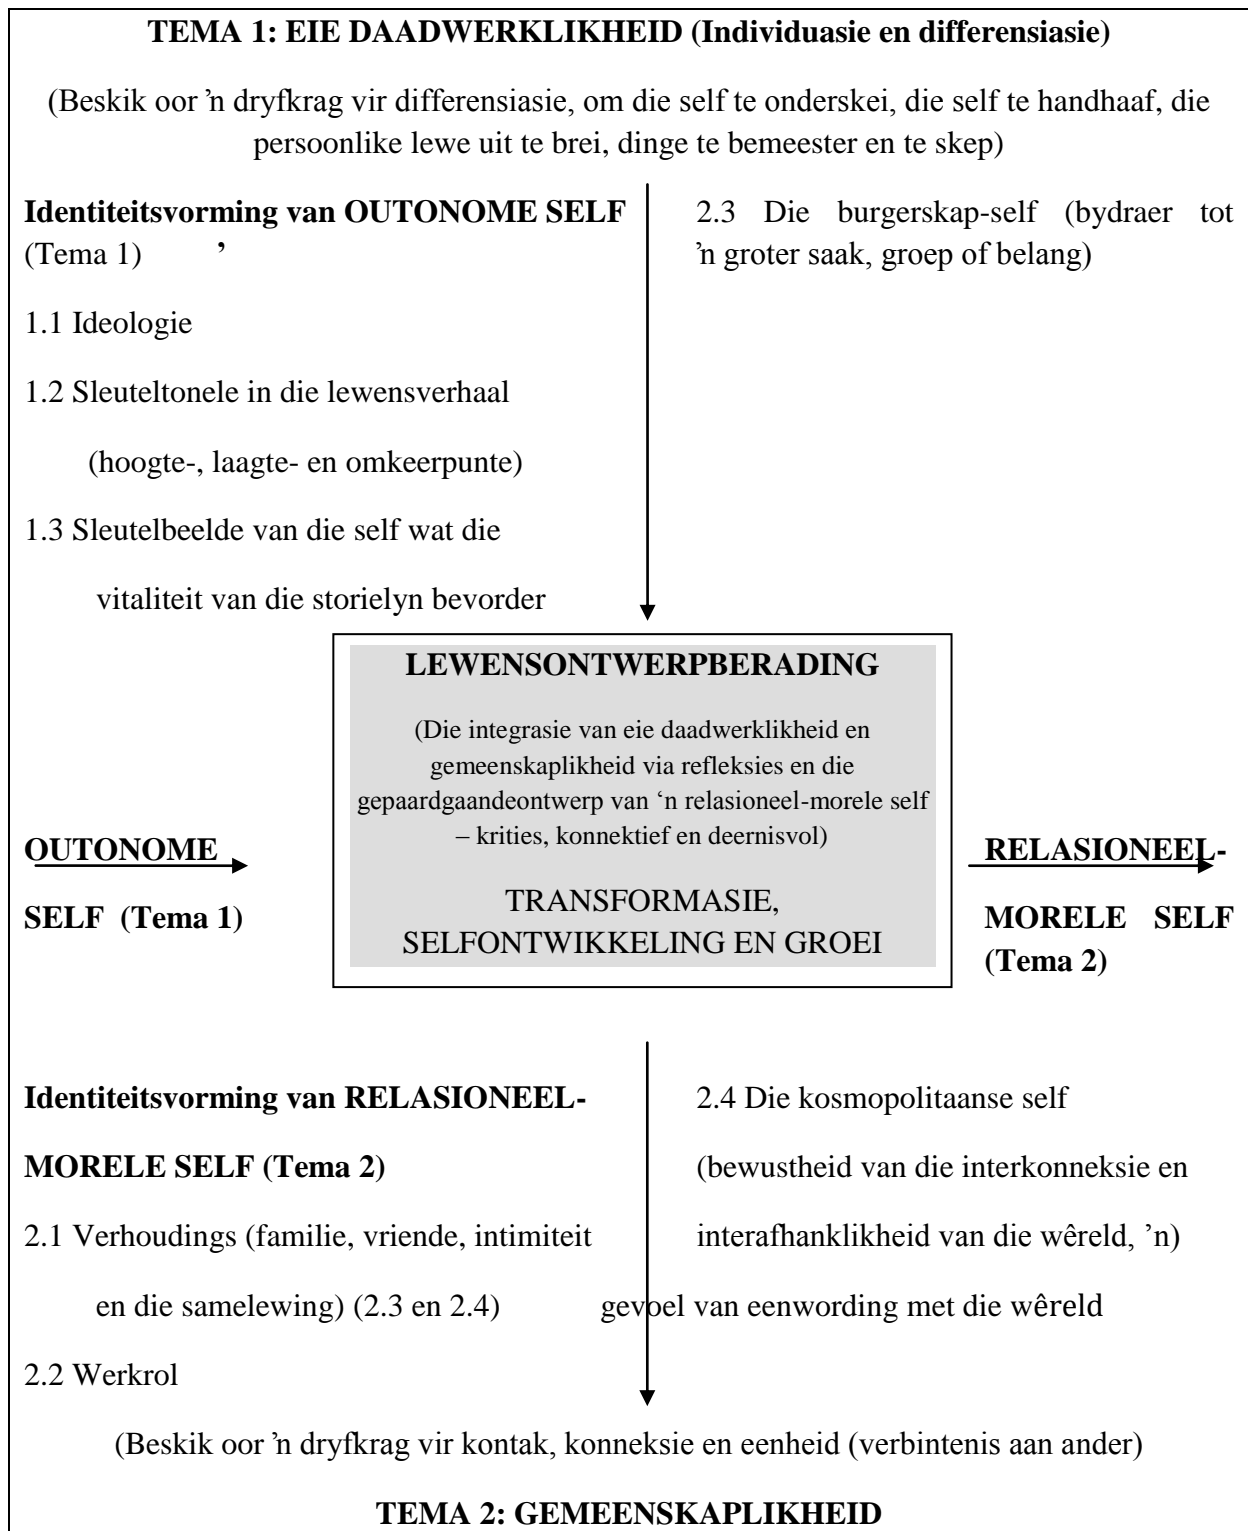 TEMA 1: EIE DAADWERKLIKHEID (Individuasie en differensiasie)
(Beskik oor ’n dryfkrag vir differensiasie, om die self te onderskei, die self te handhaaf, die
persoonlike lewe uit te brei, dinge te bemeester en te skep)
Identiteitsvorming van OUTONOME SELF
(Tema 1) ’
1.1 Ideologie
1.2 Sleuteltonele in die lewensverhaal
(hoogte-, laagte- en omkeerpunte)
1.3 Sleutelbeelde van die self wat die
vitaliteit van die storielyn bevorder
2.3 Die burgerskap-self (bydraer tot
’n groter saak, groep of belang)
OUTONOME
SELF (Tema 1)
LEWENSONTWERPBERADING
(Die integrasie van eie daadwerklikheid en
gemeenskaplikheid via refleksies en die
gepaardgaandeontwerp van ‘n relasioneel-morele self
– krities, konnektief en deernisvol)
TRANSFORMASIE,
SELFONTWIKKELING EN GROEI
RELASIONEEL-
MORELE SELF
(Tema 2)
Identiteitsvorming van RELASIONEEL-
MORELE SELF (Tema 2)
2.1 Verhoudings (familie, vriende, intimiteit
en die samelewing) (2.3 en 2.4)
2.2 Werkrol
2.4 Die kosmopolitaanse self
(bewustheid van die interkonneksie en
interafhanklikheid van die wêreld, ’n)
gevoel van eenwording met die wêreld
(Beskik oor ’n dryfkrag vir kontak, konneksie en eenheid (verbintenis aan ander)
TEMA 2: GEMEENSKAPLIKHEID